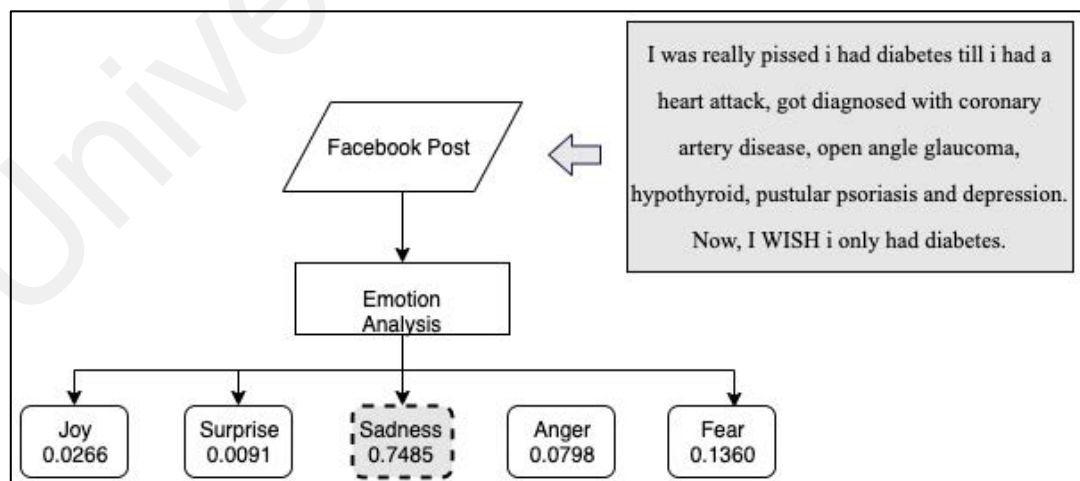 Unive
I was really pissed i had diabetes till i had a
heart attack, got diagnosed with coronary
artery disease, open angle glaucoma,
hypothyroid, pustular psoriasis and depression.
Now, I WISH i only had diabetes.
Facebook Post
Emotion
Analysis
Joy
0.0266
Surprise
0.0091
Sadness
0.7485
Anger
0.0798
Fear
0.1360